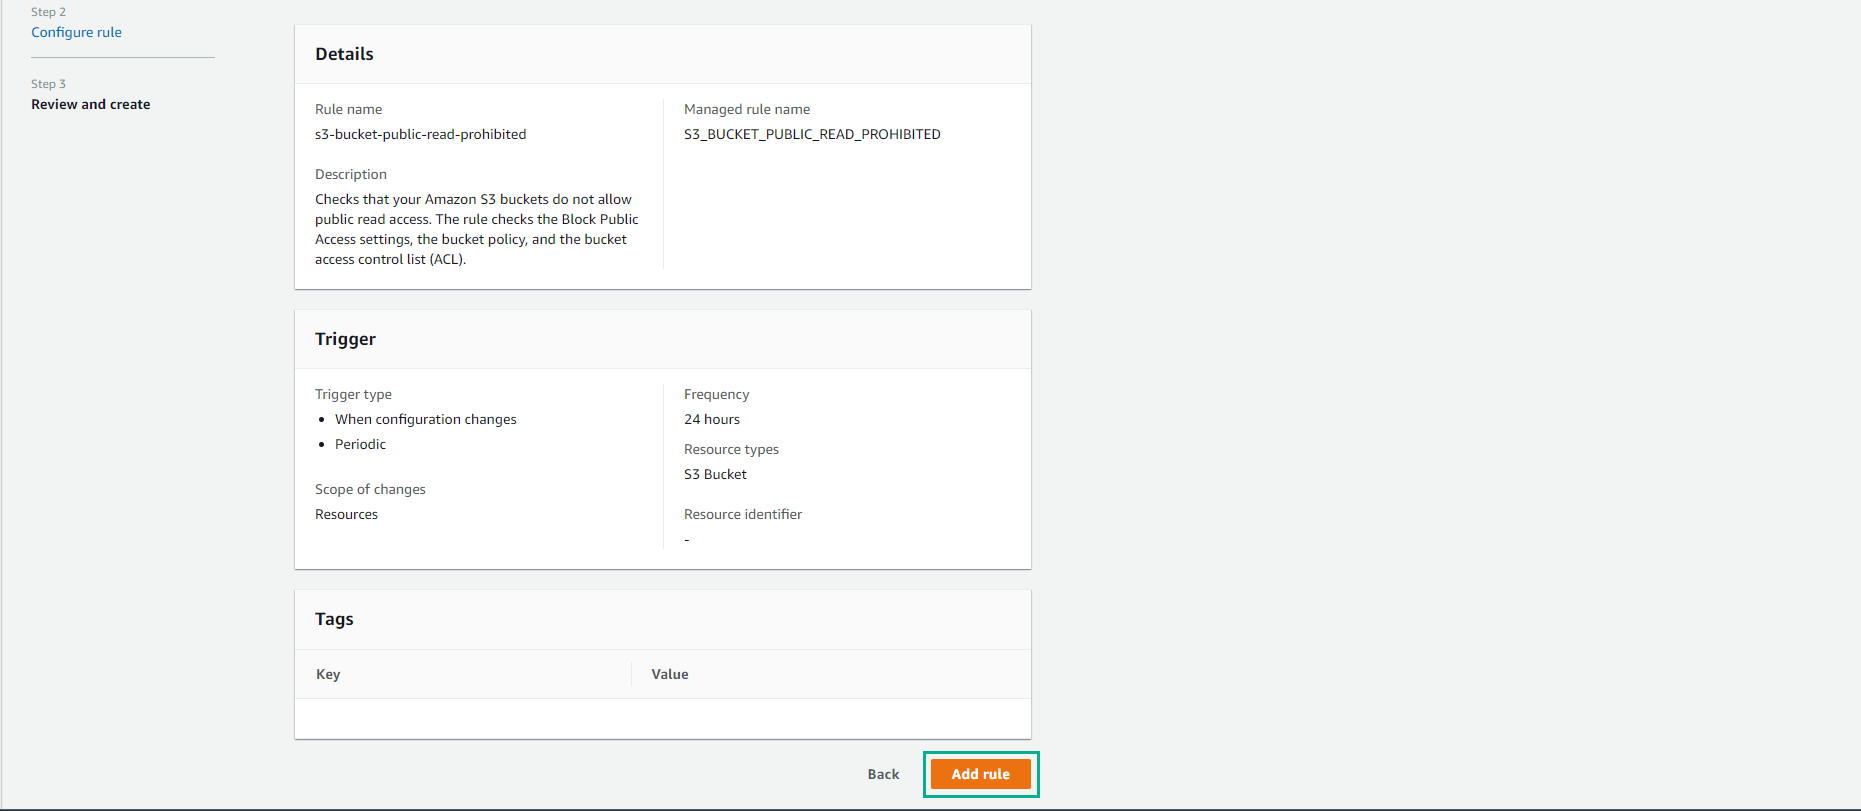 Step 2
Configure rule
Step 3
Review and create
Details
Rule name
s3-bucket-public-read-prohibited
Managed rule name
S3_BUCKET_PUBLIC_READ_PROHIBITED
Description
Checks that your Amazon S3 buckets do not allow
public read access. The rule checks the Block Public
Access settings, the bucket policy, and the bucket
access control list (ACL).
Trigger
Trigger type
• When configuration changes
• Periodic
Scope of changes
Resources
Frequency
24 hours
Resource types
S3 Bucket
Resource identifier
-
Tags
Key Value
Back Add rule